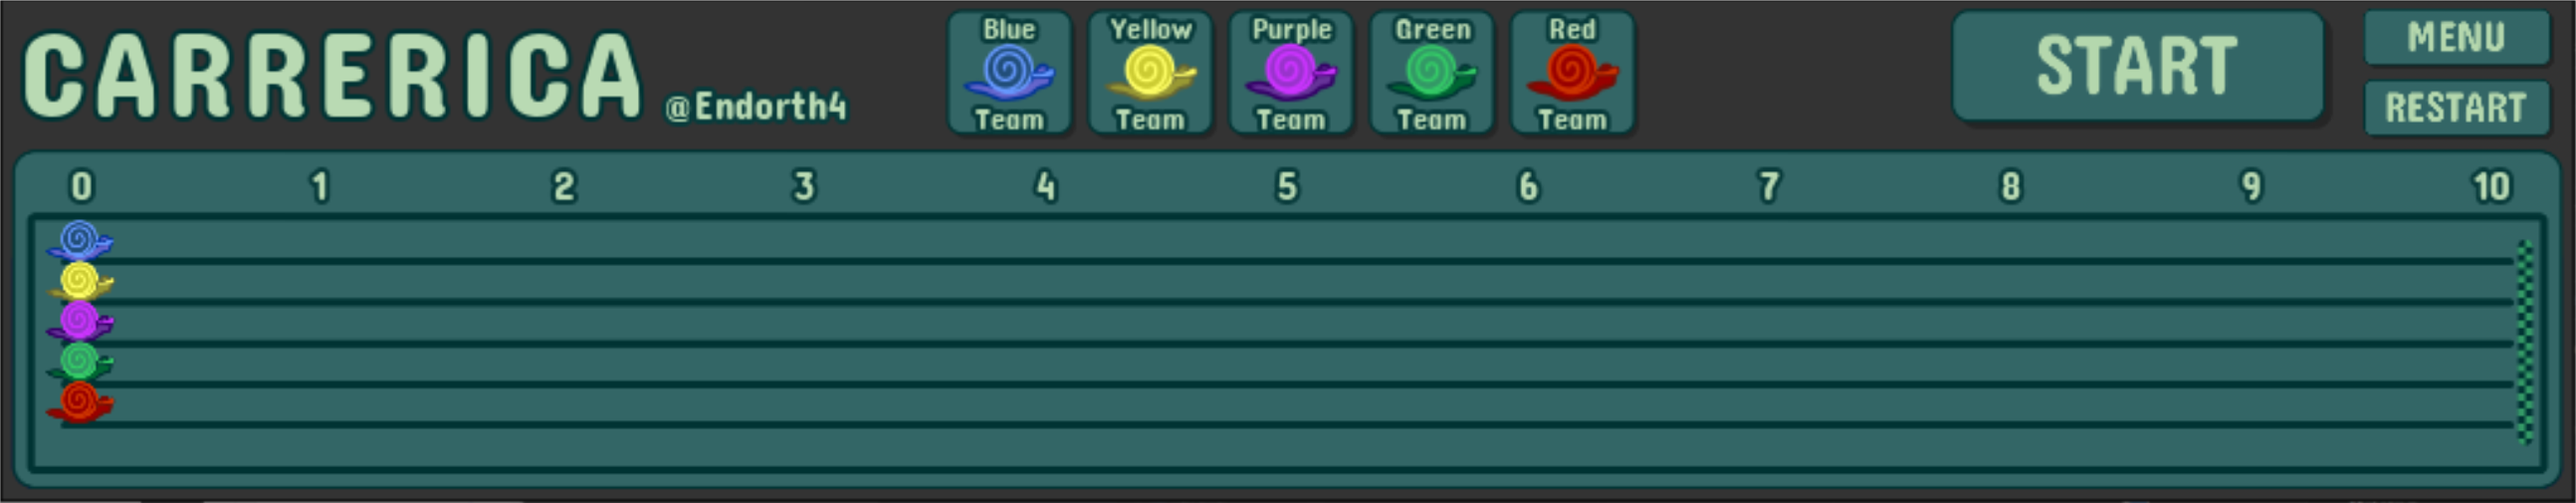 CARRERICA @Endorth4
Blue Team
Yellow Team
Purple Team
Green Team
Red Team
START
MENU
RESTART
0 1 2 3 4 5 6 7 8 9 10